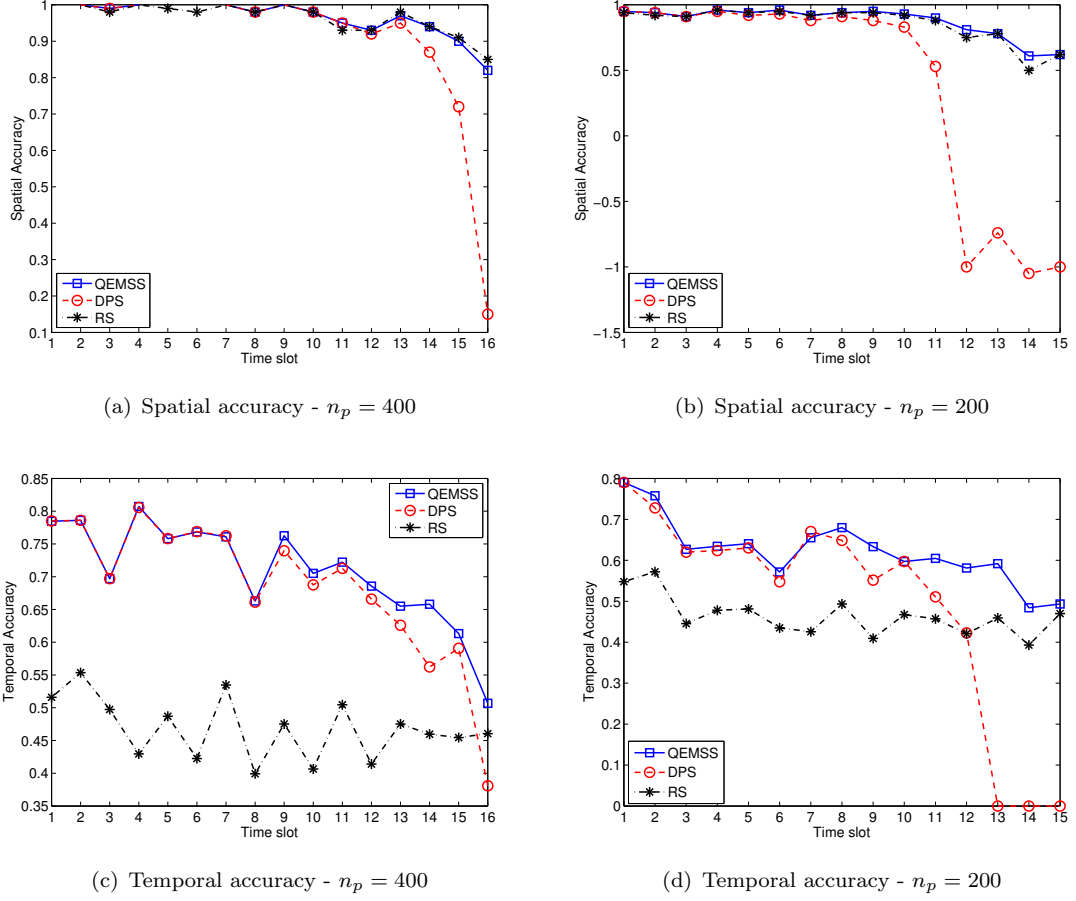 1
0.9
0.8
0.7
0.6
0.5
0.4
0.3
0.2
0.1
Spatial Accuracy
QEMSS
DPS
RS
1 2 3 4 5 6 7 8 9 10 11 12 13 14 15 16
Time slot
(a) Spatial accuracy - n_p = 400
1
0.5
0
−0.5
−1
−1.5
Spatial Accuracy
QEMSS
DPS
RS
1 2 3 4 5 6 7 8 9 10 11 12 13 14 15
Time slot
(b) Spatial accuracy - n_p = 200
0.85
0.8
0.75
0.7
0.65
0.6
0.55
0.5
0.45
0.4
0.35
Temporal Accuracy
QEMSS
DPS
RS
1 2 3 4 5 6 7 8 9 10 11 12 13 14 15 16
Time slot
(c) Temporal accuracy - n_p = 400
0.8
0.7
0.6
0.5
0.4
0.3
0.2
0.1
0
Temporal Accuracy
QEMSS
DPS
RS
1 2 3 4 5 6 7 8 9 10 11 12 13 14 15
Time slot
(d) Temporal accuracy - n_p = 200